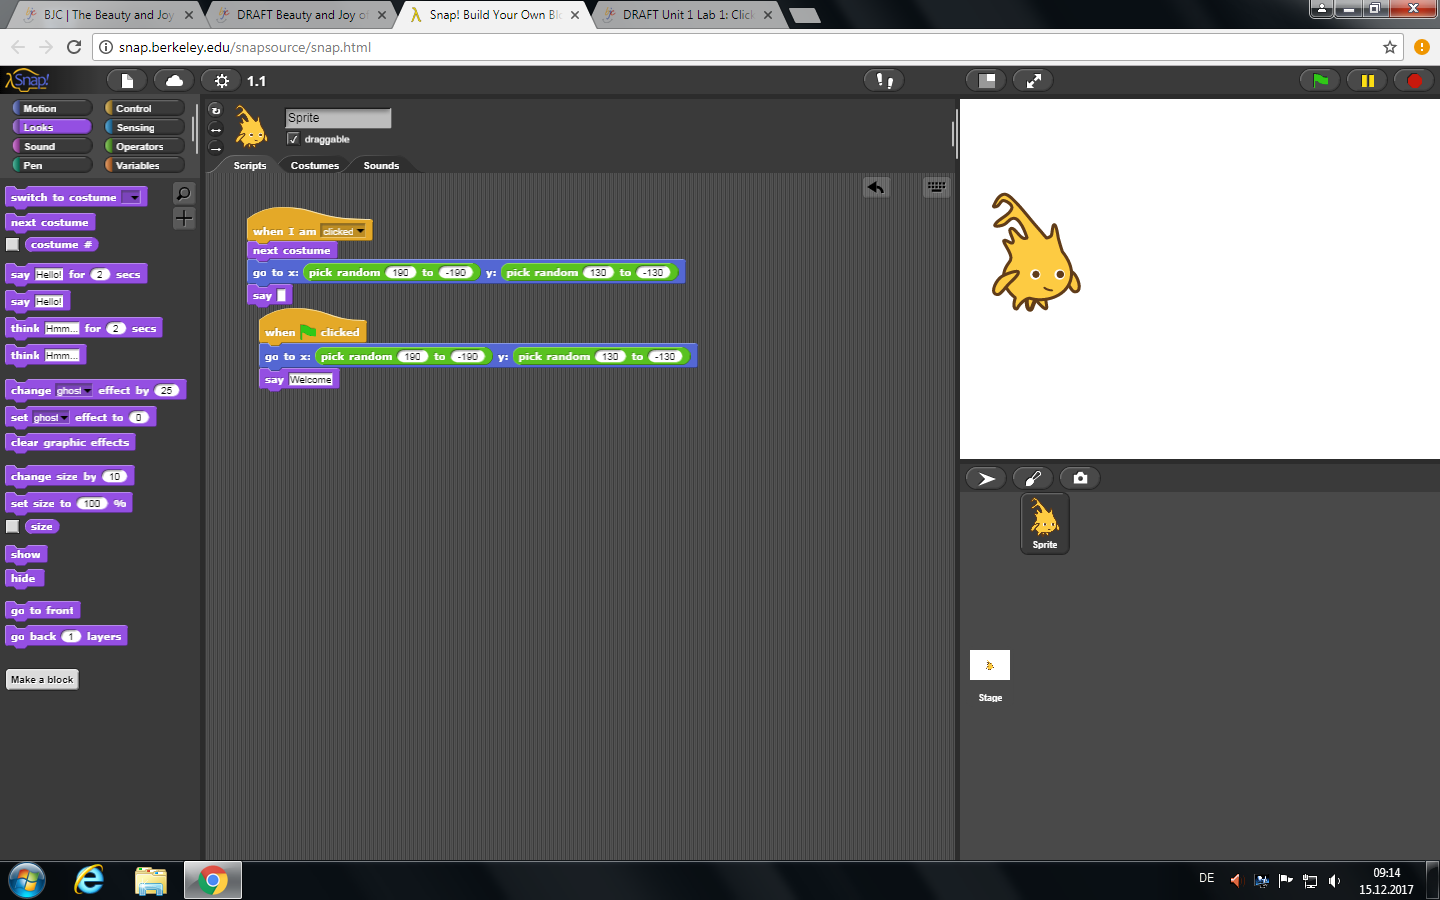 BJC | The Beauty and Joy
DRAFT Beauty and Joy o
Snap! Build Your Own Bl
DRAFT Unit 1 Lab 1: Clic
snap.berkeley.edu/snapsource/snap.html
Snap!
1.1
Motion
Control
Looks
Sensing
Sound
Operators
Pen
Variables
switch to costume
next costume
costume #
say Hello! for 2 secs
say Hello!
think Hmm... for 2 secs
think Hmm...
change ghost effect by 25
set ghost effect to 0
clear graphic effects
change size by 10
set size to 100 %
size
show
hide
go to front
go back 1 layers
Make a block
Sprite
draggable
Scripts
Costumes
Sounds
when I am clicked
next costume
go to x: pick random 190 to -190 y: pick random 130 to -130
say
when clicked
go to x: pick random 190 to -190 y: pick random 130 to -130
say Welcome
Sprite
Stage
DE
09:14
15.12.2017